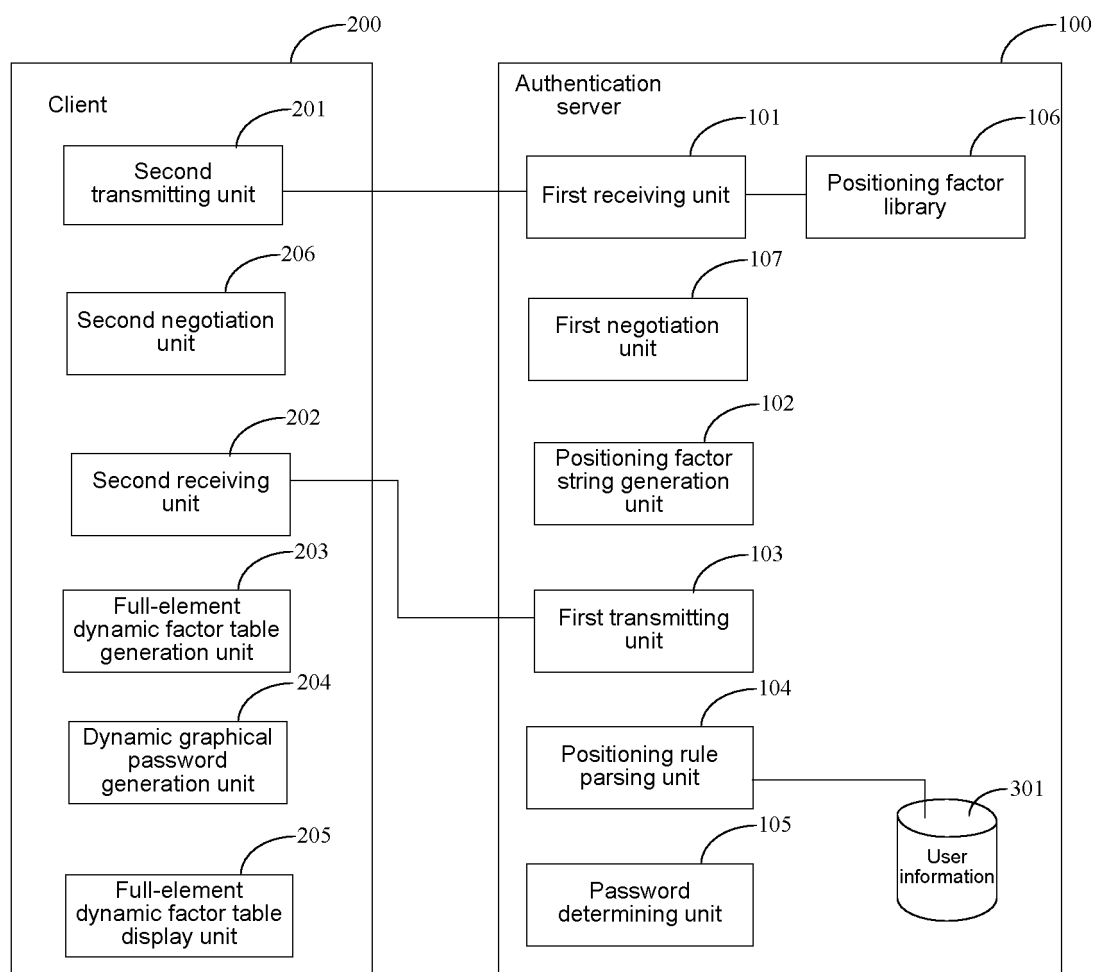 200
100
Client
Authentication
server
201
101
106
Second
transmitting unit
First receiving unit
Positioning factor
library
206
107
Second negotiation
unit
First negotiation
unit
202
102
Second receiving
unit
Positioning factor
string generation
unit
203
103
Full-element
dynamic factor table
generation unit
First transmitting
unit
204
104
Dynamic graphical
password
generation unit
Positioning rule
parsing unit
301
User
information
205
105
Full-element
dynamic factor table
display unit
Password
determining unit